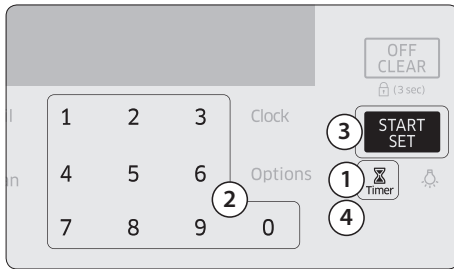 OFF
CLEAR
(3 sec)
1 2 3 Clock
3 START
SET
4 5 6 Options
1 Timer
2
4
7 8 9 0